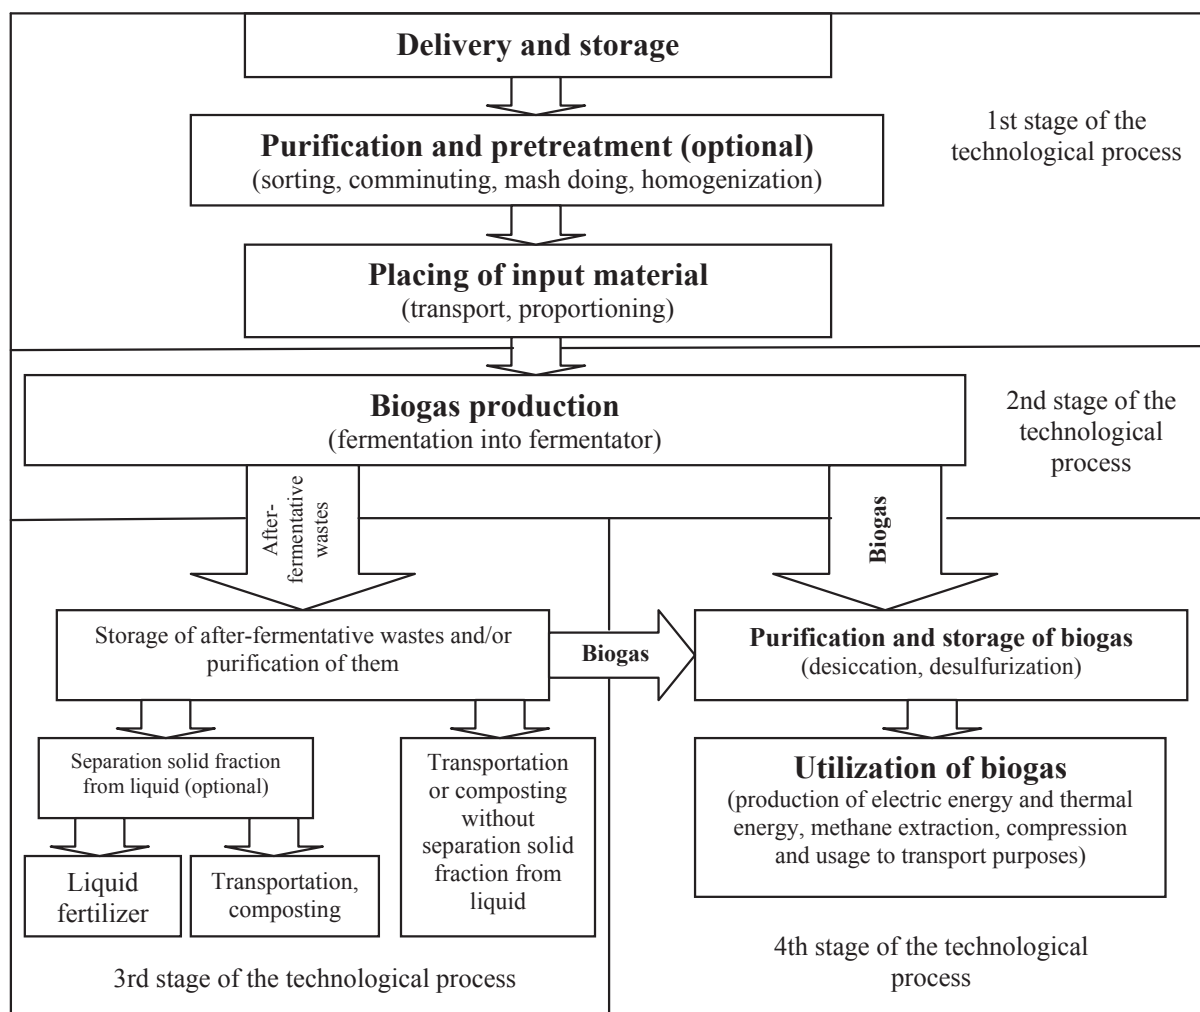 Delivery and storage
Purification and pretreatment (optional)
(sorting, comminuting, mash doing, homogenization)
1st stage of the
technological process
Placing of input material
(transport, proportioning)
Biogas production
(fermentation into fermentator)
2nd stage of the
technological
process
After-
fermentative
wastes
Biogas
Storage of after-fermentative wastes and/or
purification of them
Biogas
Purification and storage of biogas
(desiccation, desulfurization)
Separation solid fraction
from liquid (optional)
Transportation
or composting
without
separation solid
fraction from
liquid
Utilization of biogas
(production of electric energy and thermal
energy, methane extraction, compression
and usage to transport purposes)
Liquid
fertilizer
Transportation,
composting
3rd stage of the technological process
4th stage of the technological
process